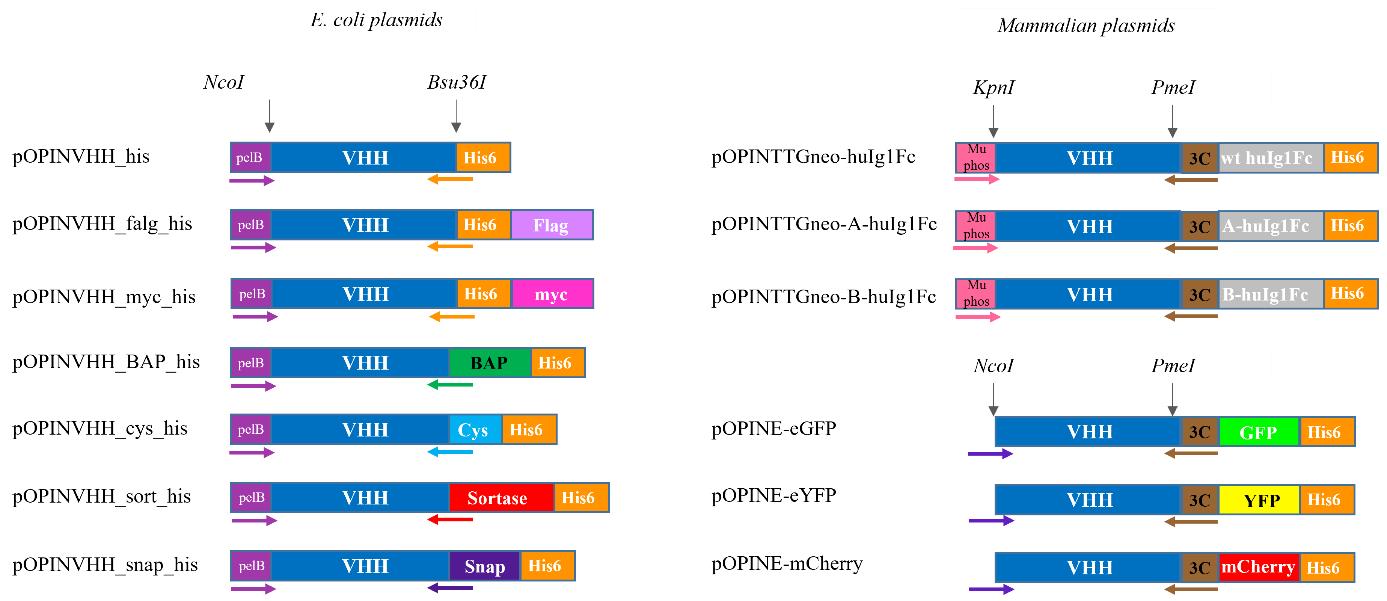 E. coli plasmids
NcoI
Bsu36I
pOPINVHH_his
pelB
VHH
His6
pOPINVHH_falg_his
pelB
VHH
His6
Flag
pOPINVHH_myc_his
pelB
VHH
His6
myc
pOPINVHH_BAP_his
pelB
VHH
BAP
His6
pOPINVHH_cys_his
pelB
VHH
Cys
His6
pOPINVHH_sort_his
pelB
VHH
Sortase
His6
pOPINVHH_snap_his
pelB
VHH
Snap
His6
Mammalian plasmids
KpnI
PmeI
pOPINTTGneo-huIg1Fc
Mu
phos
VHH
3C
wt huIg1Fc
His6
pOPINTTGneo-A-huIg1Fc
Mu
phos
VHH
3C
A-huIg1Fc
His6
pOPINTTGneo-B-huIg1Fc
Mu
phos
VHH
3C
B-huIg1Fc
His6
NcoI
PmeI
pOPINE-eGFP
VHH
3C
GFP
His6
pOPINE-eYFP
VHH
3C
YFP
His6
pOPINE-mCherry
VHH
3C
mCherry
His6